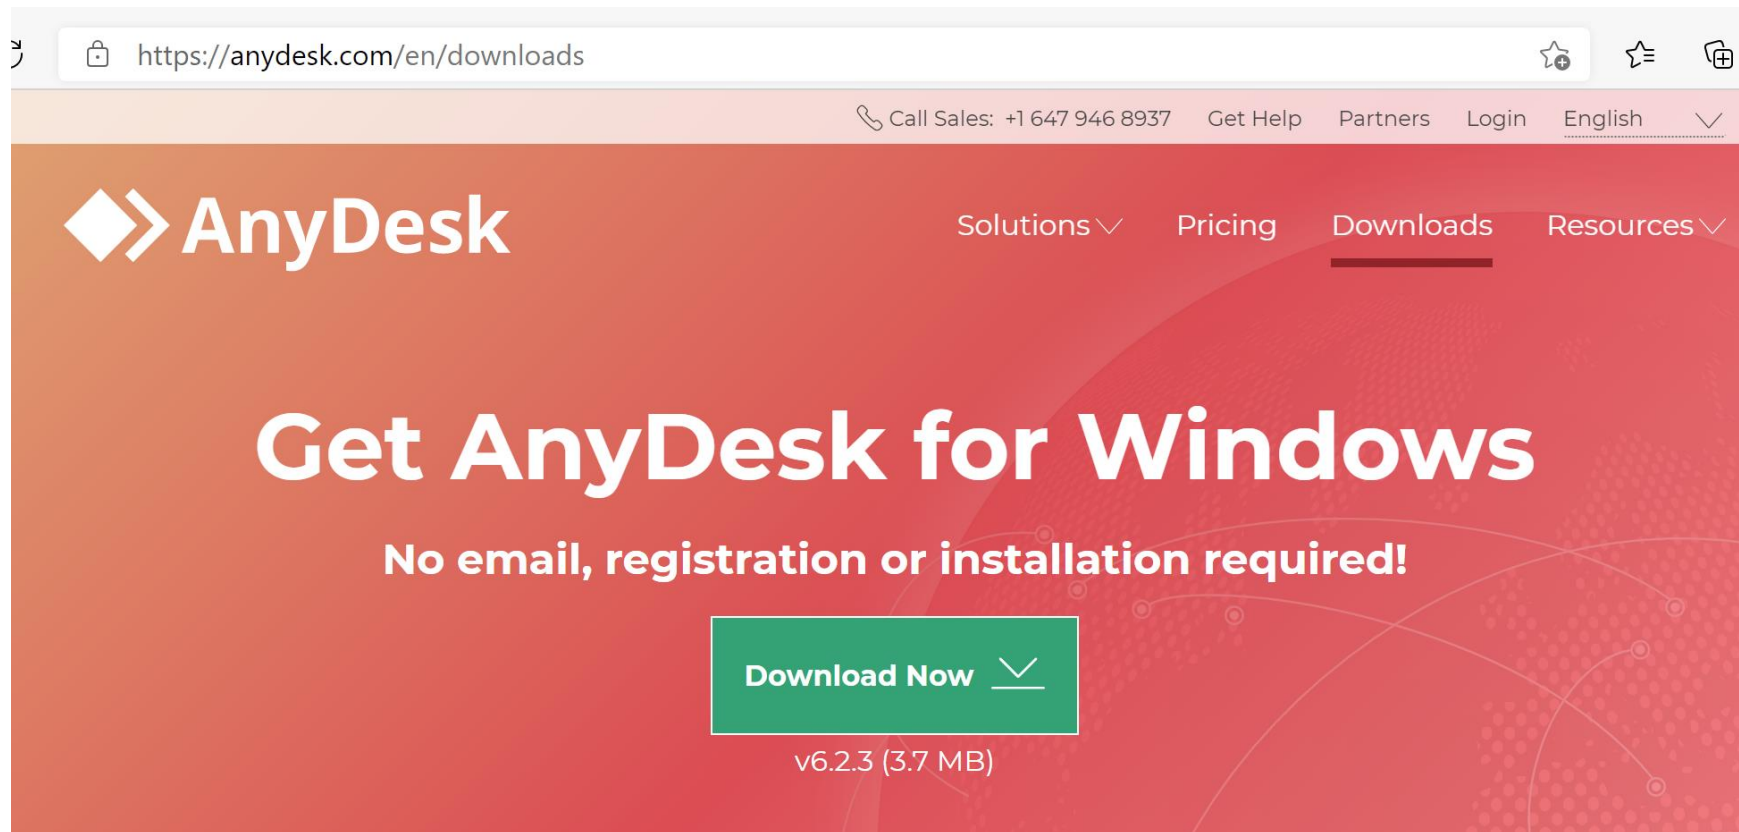 https://anydesk.com/en/downloads
Call Sales: +1 647 946 8937 Get Help Partners Login English
AnyDesk Solutions Pricing Downloads Resources
Get AnyDesk for Windows
No email, registration or installation required!
Download Now
v6.2.3 (3.7 MB)